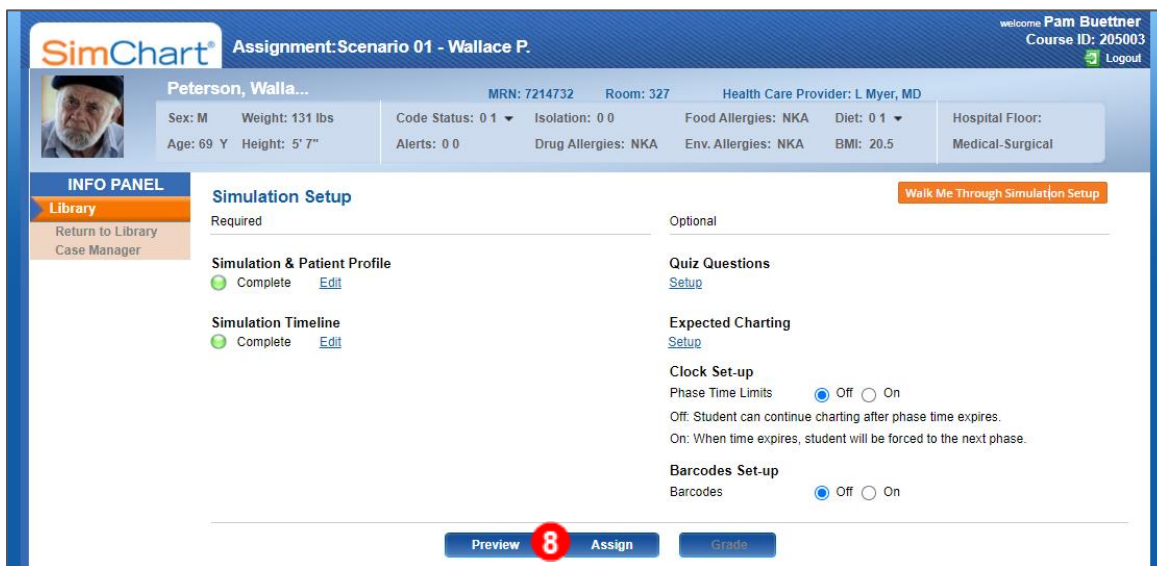 welcome Pam Buettner
SimChart® Assignment:Scenario 01 - Wallace P.
Course ID: 205003
Logout
Peterson, Walla... MRN: 7214732 Room: 327 Health Care Provider: L Myer, MD
Sex: M Weight: 131 lbs Code Status: 0 1 Isolation: 0 0 Food Allergies: NKA Diet: 0 1 Hospital Floor:
Age: 69 Y Height: 5' 7" Alerts: 0 0 Drug Allergies: NKA Env. Allergies: NKA BMI: 20.5 Medical-Surgical
INFO PANEL
Library
Return to Library
Case Manager
Simulation Setup
Walk Me Through Simulation Setup
Required
Optional
Simulation & Patient Profile
Complete Edit
Simulation Timeline
Complete Edit
Quiz Questions
Setup
Expected Charting
Setup
Clock Set-up
Phase Time Limits Off On
Off: Student can continue charting after phase time expires.
On: When time expires, student will be forced to the next phase.
Barcodes Set-up
Barcodes Off On
Preview 8 Assign Grade